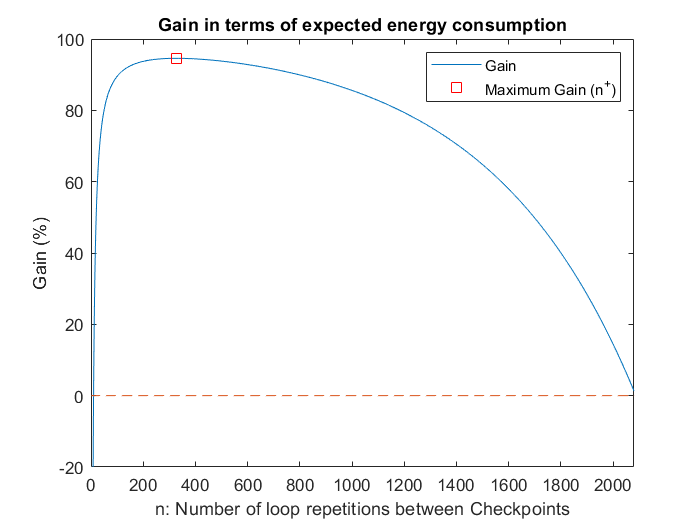 Gain in terms of expected energy consumption
Gain
Maximum Gain (n⁺)
Gain (%)
100
80
60
40
20
0
-20
0 200 400 600 800 1000 1200 1400 1600 1800 2000
n: Number of loop repetitions between Checkpoints